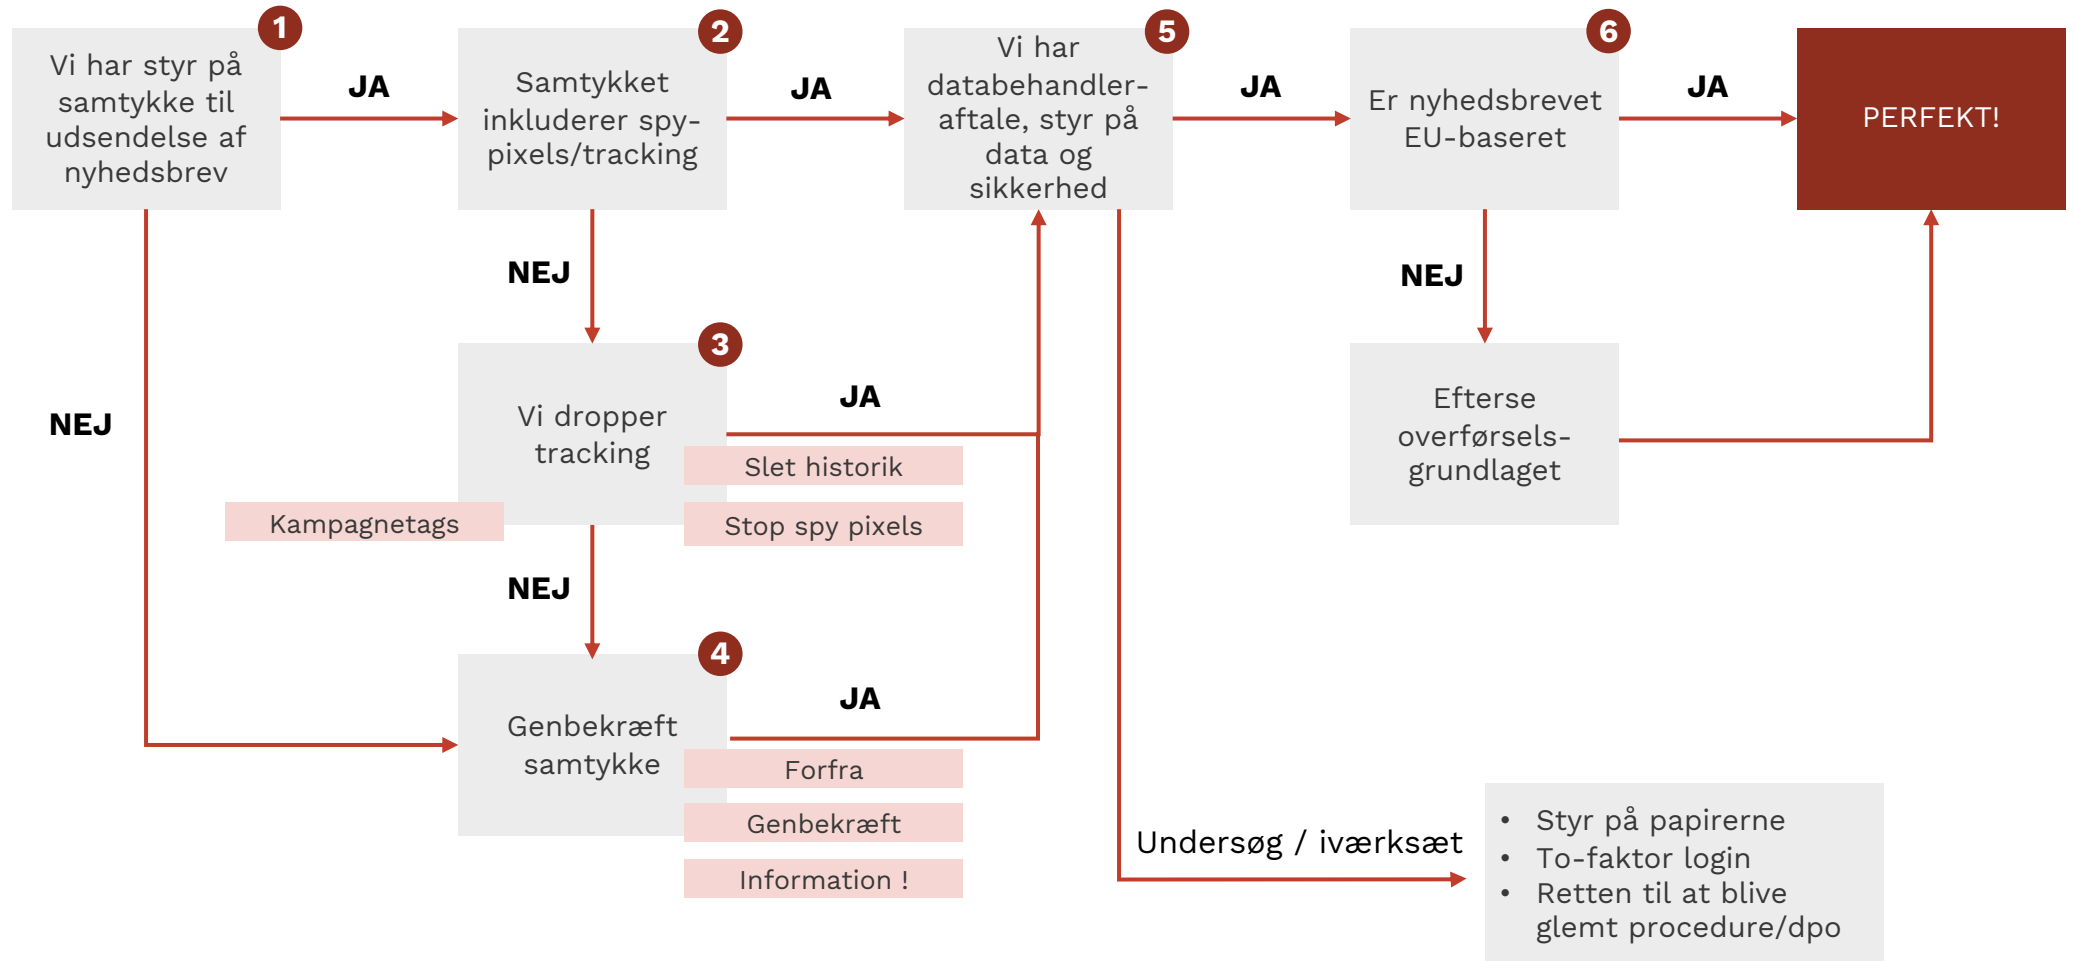 1
Vi har styr på
samtykke til
udsendelse af
nyhedsbrev
JA
2
Samtykket
inkluderer spy-
pixels/tracking
JA
5
Vi har
databehandler-
aftale, styr på
data og
sikkerhed
JA
6
Er nyhedsbrevet
EU-baseret
JA
PERFEKT!
NEJ
NEJ
NEJ
3
Vi dropper
tracking
JA
Slet historik
Stop spy pixels
Kampagnetags
Efterse
overførsels-
grundlaget
NEJ
4
Genbekræft
samtykke
JA
Forfra
Genbekræft
Information !
Undersøg / iværksæt
• Styr på papirerne
• To-faktor login
• Retten til at blive
glemt procedure/dpo